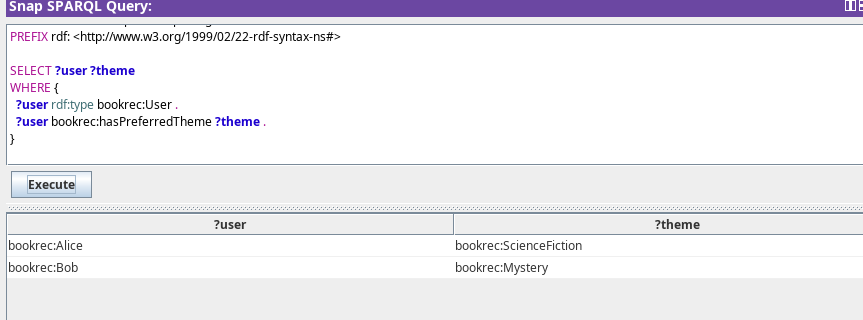 Snap SPARQL Query:
PREFIX rdf: <http://www.w3.org/1999/02/22-rdf-syntax-ns#>
SELECT ?user ?theme
WHERE {
?user rdf:type bookrec:User .
?user bookrec:hasPreferredTheme ?theme .
}
Execute
?user ?theme
bookrec:Alice bookrec:ScienceFiction
bookrec:Bob bookrec:Mystery